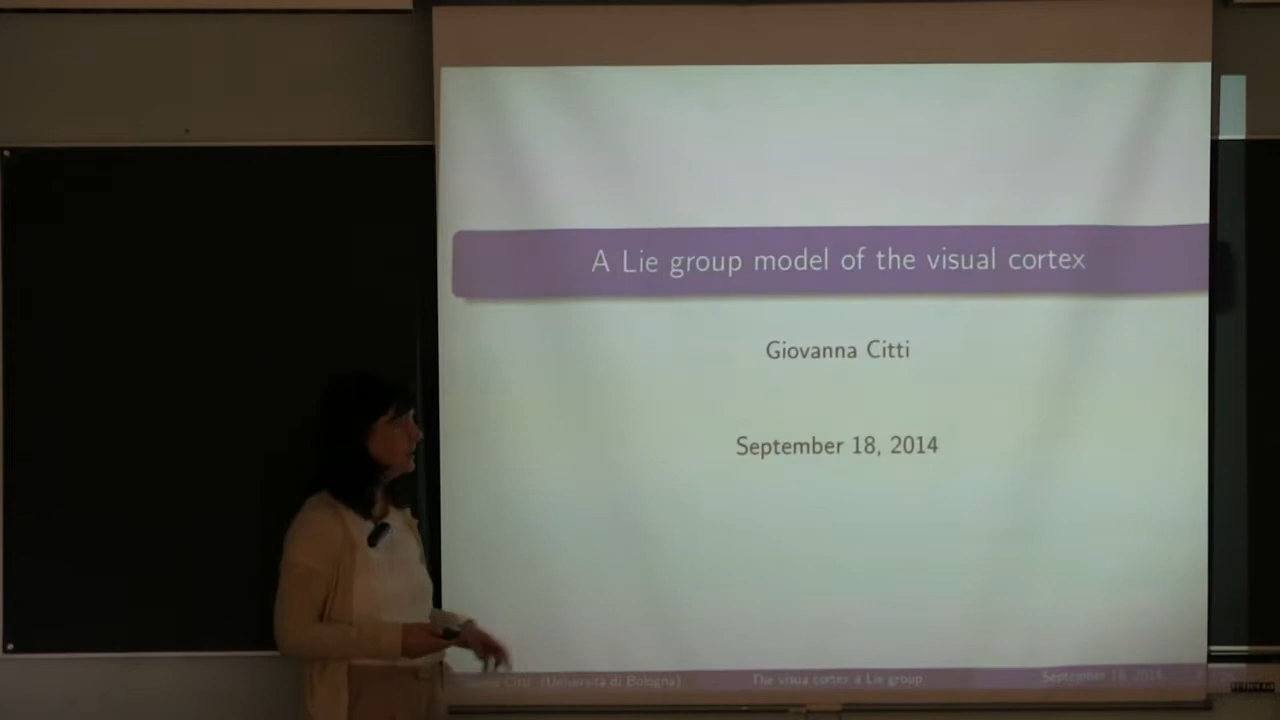 A Lie group model of the visual cortex
Giovanna Citti
September 18, 2014
Citti (Università di Bologna) The visua cortex a Lie group September 18, 2014